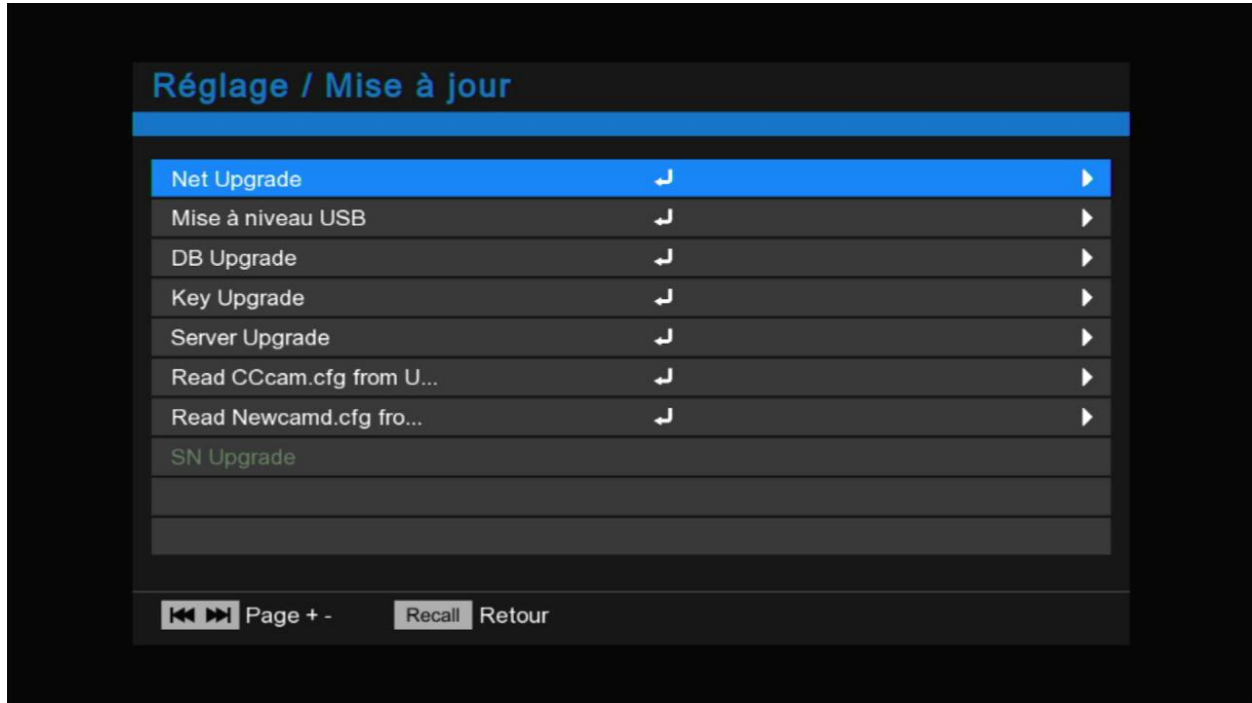 Réglage / Mise à jour
Net Upgrade
Mise à niveau USB
DB Upgrade
Key Upgrade
Server Upgrade
Read CCcam.cfg from U...
Read Newcamd.cfg fro...
SN Upgrade
Page + - Recall Retour